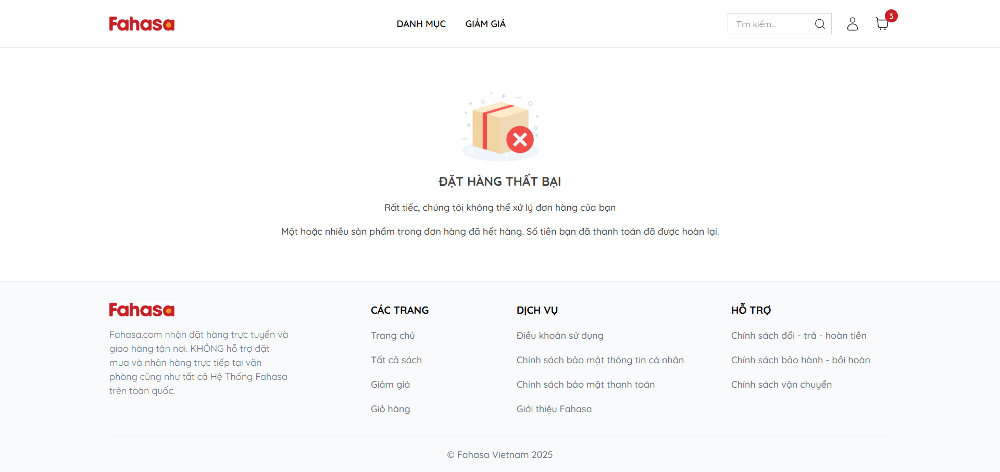 Fahasa
DANH MỤC GIẢM GIÁ
Tìm kiếm...
3
ĐẶT HÀNG THẤT BẠI
Rất tiếc, chúng tôi không thể xử lý đơn hàng của bạn
Một hoặc nhiều sản phẩm trong đơn hàng đã hết hàng. Số tiền bạn đã thanh toán đã được hoàn lại.
Fahasa
Fahasa.com nhận đặt hàng trực tuyến và
giao hàng tận nơi. KHÔNG hỗ trợ đặt
mua và nhận hàng trực tiếp tại văn
phòng cũng như tất cả Hệ Thống Fahasa
trên toàn quốc.
CÁC TRANG
Trang chủ
Tất cả sách
Giảm giá
Giỏ hàng
DỊCH VỤ
Điều khoản sử dụng
Chính sách bảo mật thông tin cá nhân
Chính sách bảo mật thanh toán
Giới thiệu Fahasa
HỖ TRỢ
Chính sách đổi - trả - hoàn tiền
Chính sách bảo hành - bồi hoàn
Chính sách vận chuyển
© Fahasa Vietnam 2025